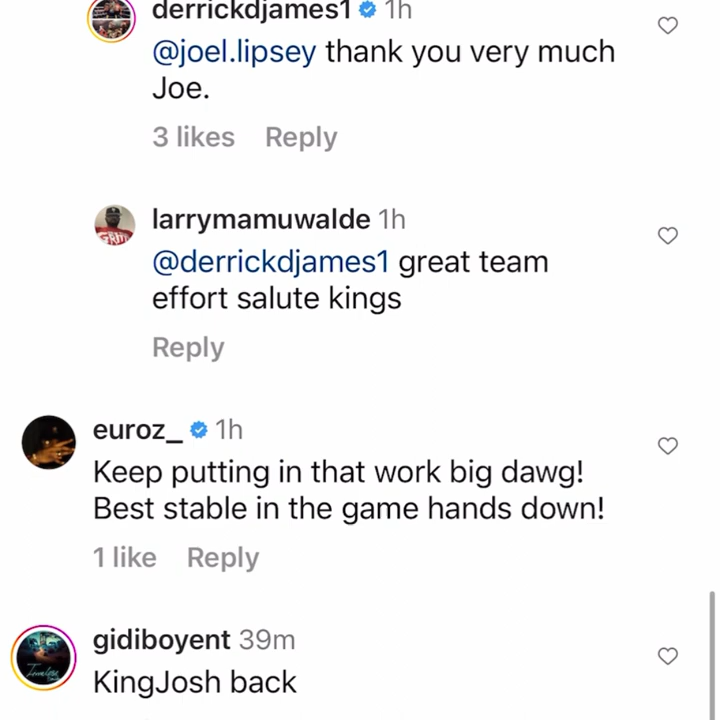 derrickdjames1 1h
@joel.lipsey thank you very much
Joe.
3 likes Reply
larrymamuwalde 1h
@derrickdjames1 great team
effort salute kings
Reply
euroz_ 1h
Keep putting in that work big dawg!
Best stable in the game hands down!
1 like Reply
gidiboyent 39m
KingJosh back